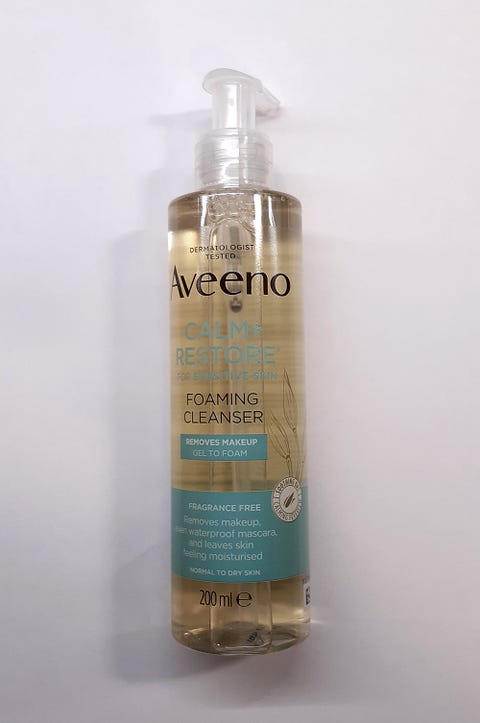 DERMATOLOGIST
TESTED
Aveeno
CALM+
RESTORE
FOR SENSITIVE SKIN
FOAMING
CLEANSER
REMOVES MAKEUP
GEL TO FOAM
FRAGRANCE FREE
Removes makeup,
even waterproof mascara,
and leaves skin
feeling moisturised
NORMAL TO DRY SKIN
200 ml e